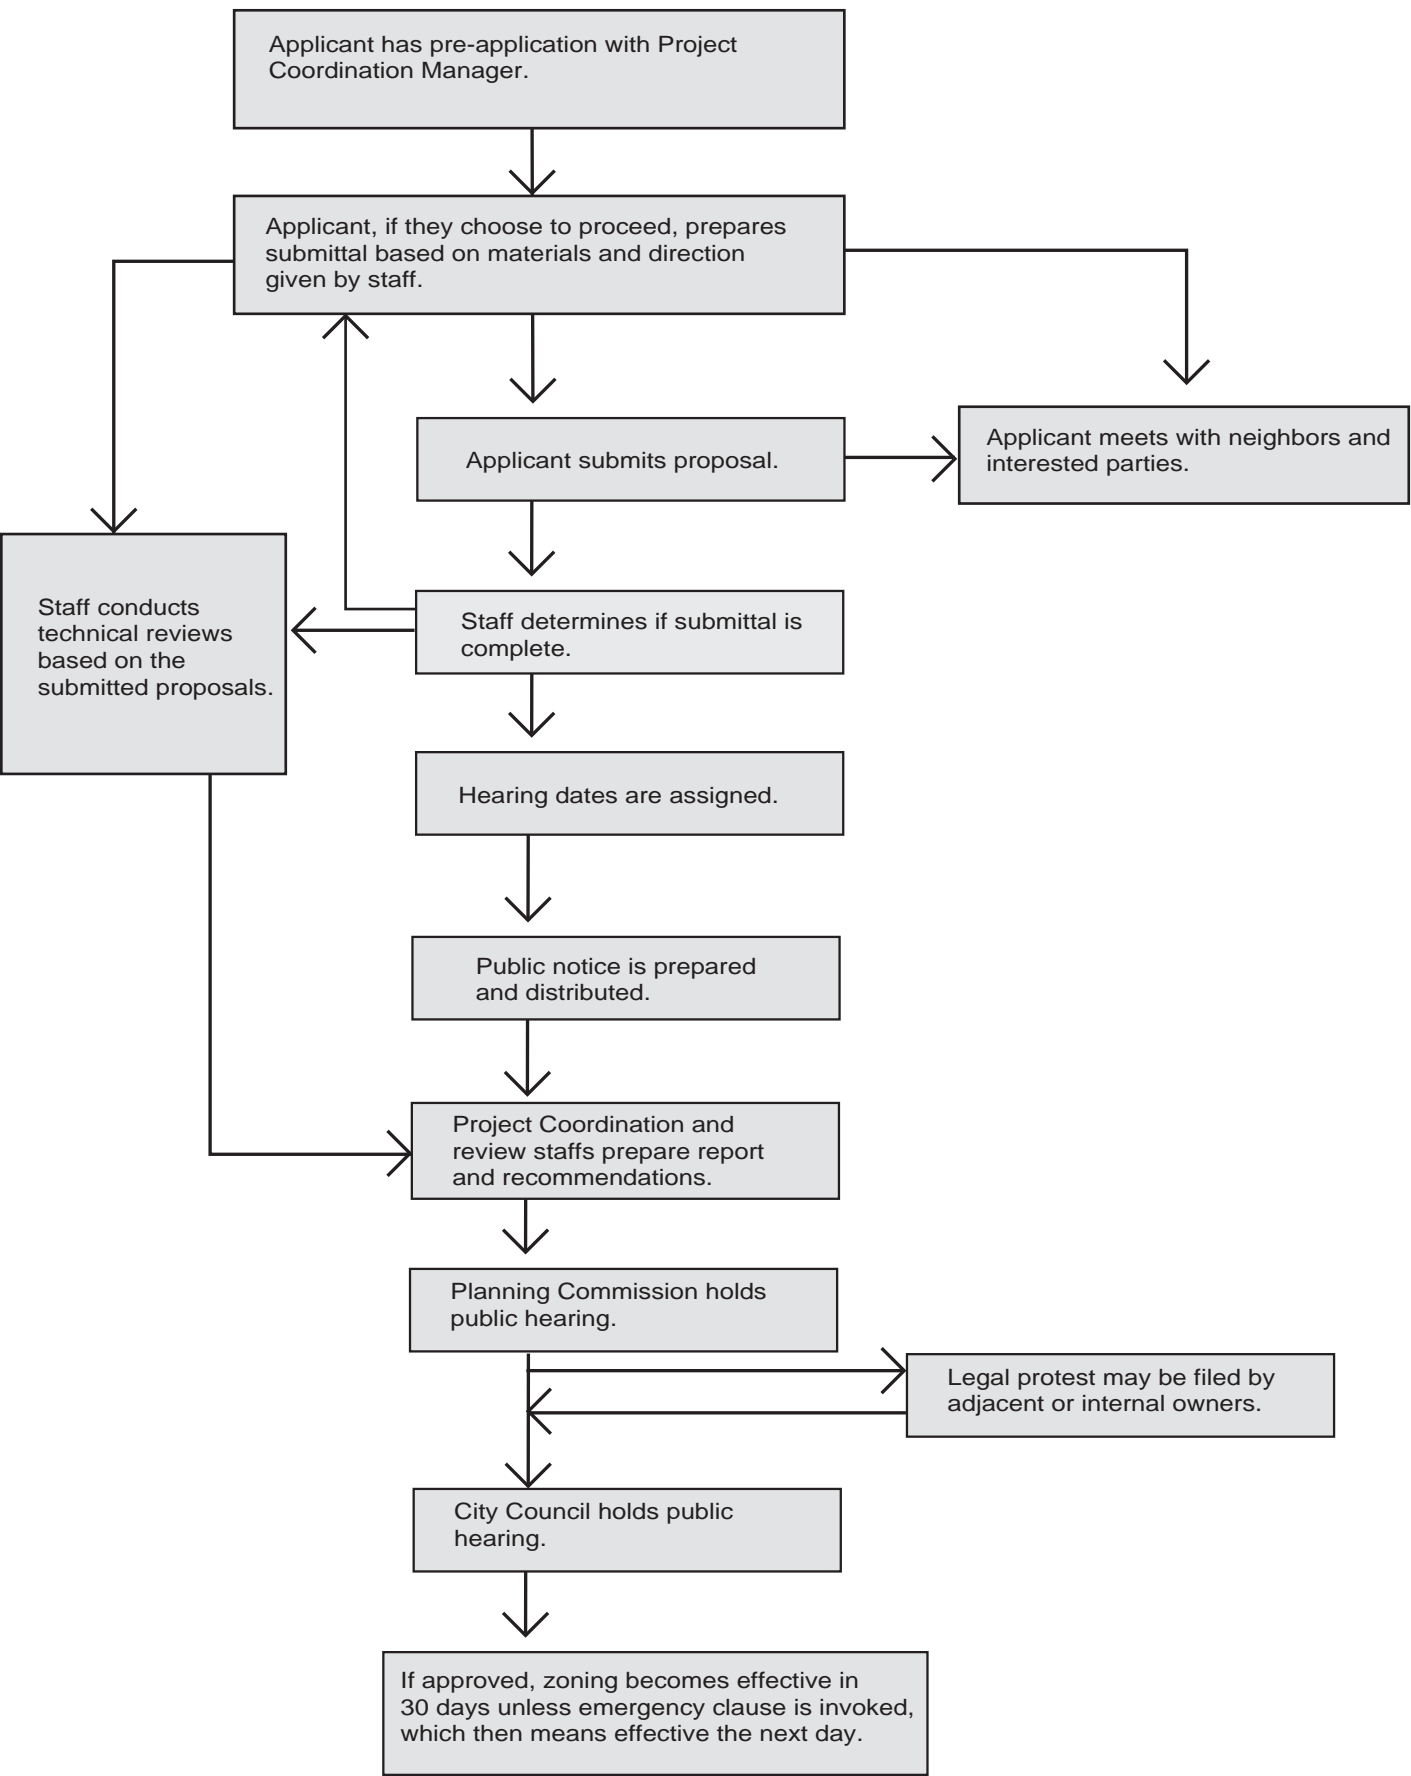 Applicant has pre-application with Project
Coordination Manager.
Applicant, if they choose to proceed, prepares
submittal based on materials and direction
given by staff.
Applicant submits proposal.
Applicant meets with neighbors and
interested parties.
Staff conducts
technical reviews
based on the
submitted proposals.
Staff determines if submittal is
complete.
Hearing dates are assigned.
Public notice is prepared
and distributed.
Project Coordination and
review staffs prepare report
and recommendations.
Planning Commission holds
public hearing.
Legal protest may be filed by
adjacent or internal owners.
City Council holds public
hearing.
If approved, zoning becomes effective in
30 days unless emergency clause is invoked,
which then means effective the next day.